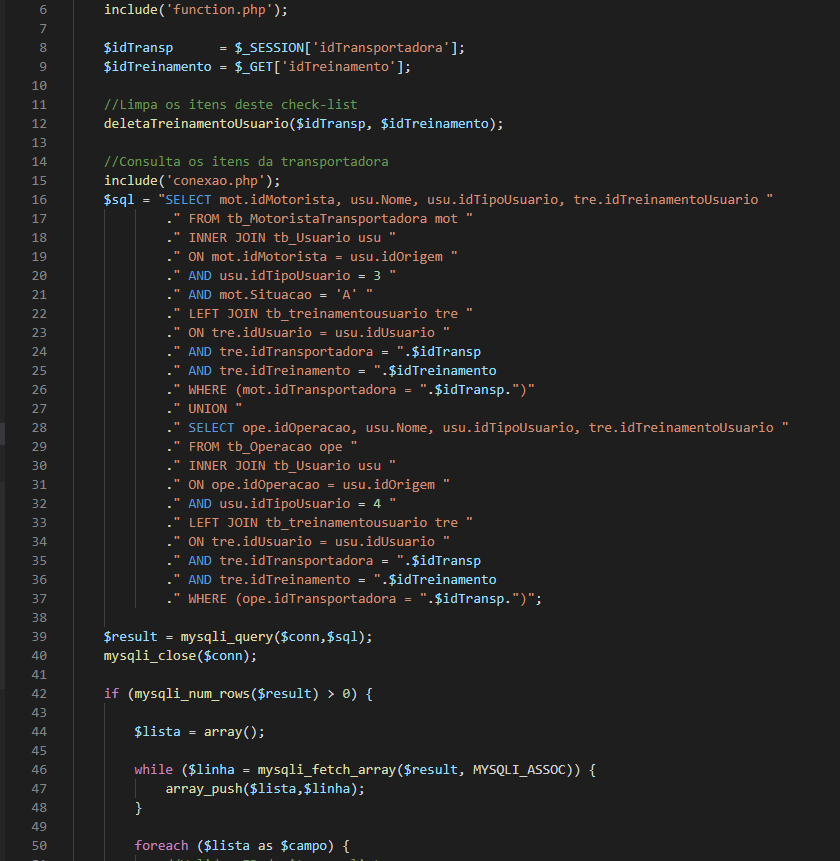 6 include('function.php');
7
8 $idTransp      = $_SESSION['idTransportadora'];
9 $idTreinamento = $_GET['idTreinamento'];
10
11 //Limpa os itens deste check-list
12 deletaTreinamentoUsuario($idTransp, $idTreinamento);
13
14 //Consulta os itens da transportadora
15 include('conexao.php');
16 $sql = "SELECT mot.idMotorista, usu.Nome, usu.idTipoUsuario, tre.idTreinamentoUsuario "
17         ." FROM tb_MotoristaTransportadora mot "
18         ." INNER JOIN tb_Usuario usu "
19         ." ON mot.idMotorista = usu.idOrigem "
20         ." AND usu.idTipoUsuario = 3 "
21         ." AND mot.Situacao = 'A' "
22         ." LEFT JOIN tb_treinamentousuario tre "
23         ." ON tre.idUsuario = usu.idUsuario "
24         ." AND tre.idTransportadora = ".$idTransp
25         ." AND tre.idTreinamento = ".$idTreinamento
26         ." WHERE (mot.idTransportadora = ".$idTransp.")"
27         ." UNION "
28         ." SELECT ope.idOperacao, usu.Nome, usu.idTipoUsuario, tre.idTreinamentoUsuario "
29         ." FROM tb_Operacao ope "
30         ." INNER JOIN tb_Usuario usu "
31         ." ON ope.idOperacao = usu.idOrigem "
32         ." AND usu.idTipoUsuario = 4 "
33         ." LEFT JOIN tb_treinamentousuario tre "
34         ." ON tre.idUsuario = usu.idUsuario "
35         ." AND tre.idTransportadora = ".$idTransp
36         ." AND tre.idTreinamento = ".$idTreinamento
37         ." WHERE (ope.idTransportadora = ".$idTransp.")";
38
39 $result = mysqli_query($conn,$sql);
40 mysqli_close($conn);
41
42 if (mysqli_num_rows($result) > 0) {
43
44     $lista = array();
45
46     while ($linha = mysqli_fetch_array($result, MYSQLI_ASSOC)) {
47         array_push($lista,$linha);
48     }
49
50     foreach ($lista as $campo) {